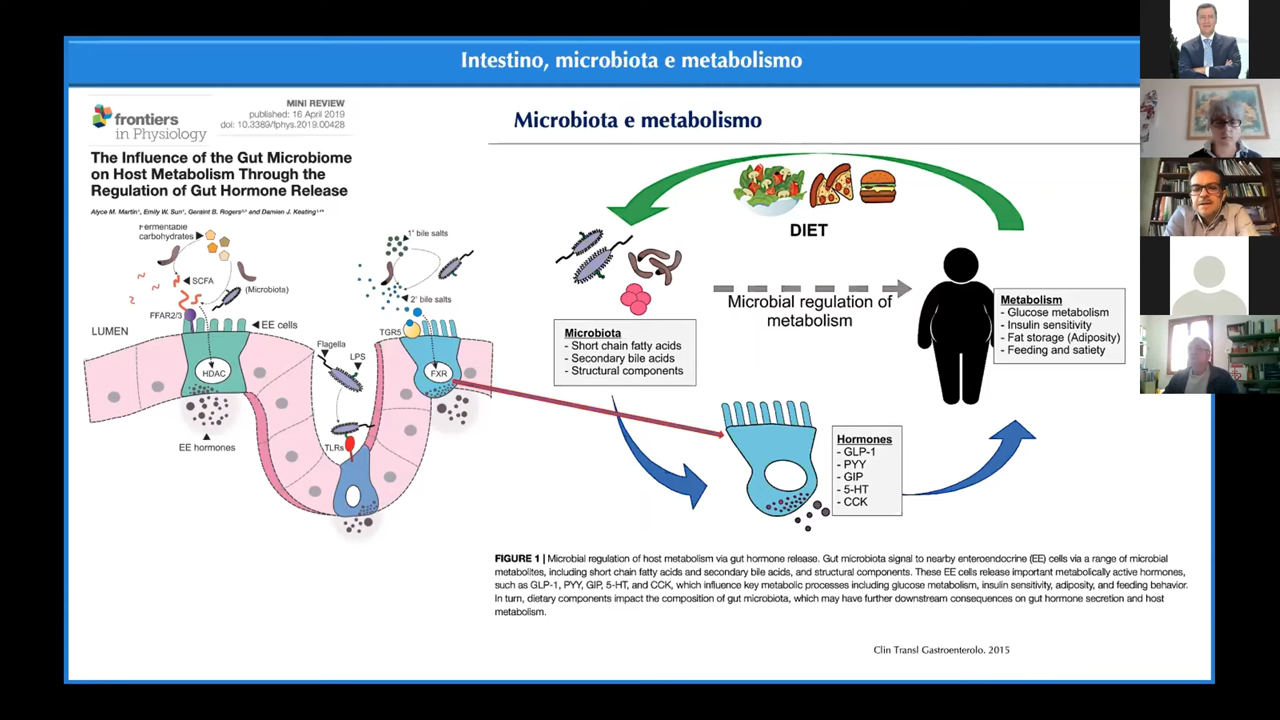 Intestino, microbiota e metabolismo
frontiers
in Physiology
MINI REVIEW
published: 16 April 2019
doi: 10.3389/fphys.2019.00428
The Influence of the Gut Microbiome
on Host Metabolism Through the
Regulation of Gut Hormone Release
Alyce M. Martin¹, Emily W. Sun¹, Geraint B. Rogers²,³ and Damien J. Keating¹,²*
Fermentable
carbohydrates
SCFA
(Microbiota)
FFAR2/3
LUMEN
EE cells
HDAC
EE hormones
Flagella
LPS
TLRs
1° bile salts
2° bile salts
TGR5
FXR
Microbiota e metabolismo
DIET
Microbial regulation of
metabolism
Microbiota
- Short chain fatty acids
- Secondary bile acids
- Structural components
Metabolism
- Glucose metabolism
- Insulin sensitivity
- Fat storage (Adiposity)
- Feeding and satiety
Hormones
- GLP-1
- PYY
- GIP
- 5-HT
- CCK
FIGURE 1 | Microbial regulation of host metabolism via gut hormone release. Gut microbiota signal to nearby enteroendocrine (EE) cells via a range of microbial
metabolites, including short chain fatty acids and secondary bile acids, and structural components. These EE cells release important metabolically active hormones,
such as GLP-1, PYY, GIP, 5-HT, and CCK, which influence key metabolic processes including glucose metabolism, insulin sensitivity, adiposity, and feeding behavior.
In turn, dietary components impact the composition of gut microbiota, which may have further downstream consequences on gut hormone secretion and host
metabolism.
Clin Transl Gastroenterolo. 2015